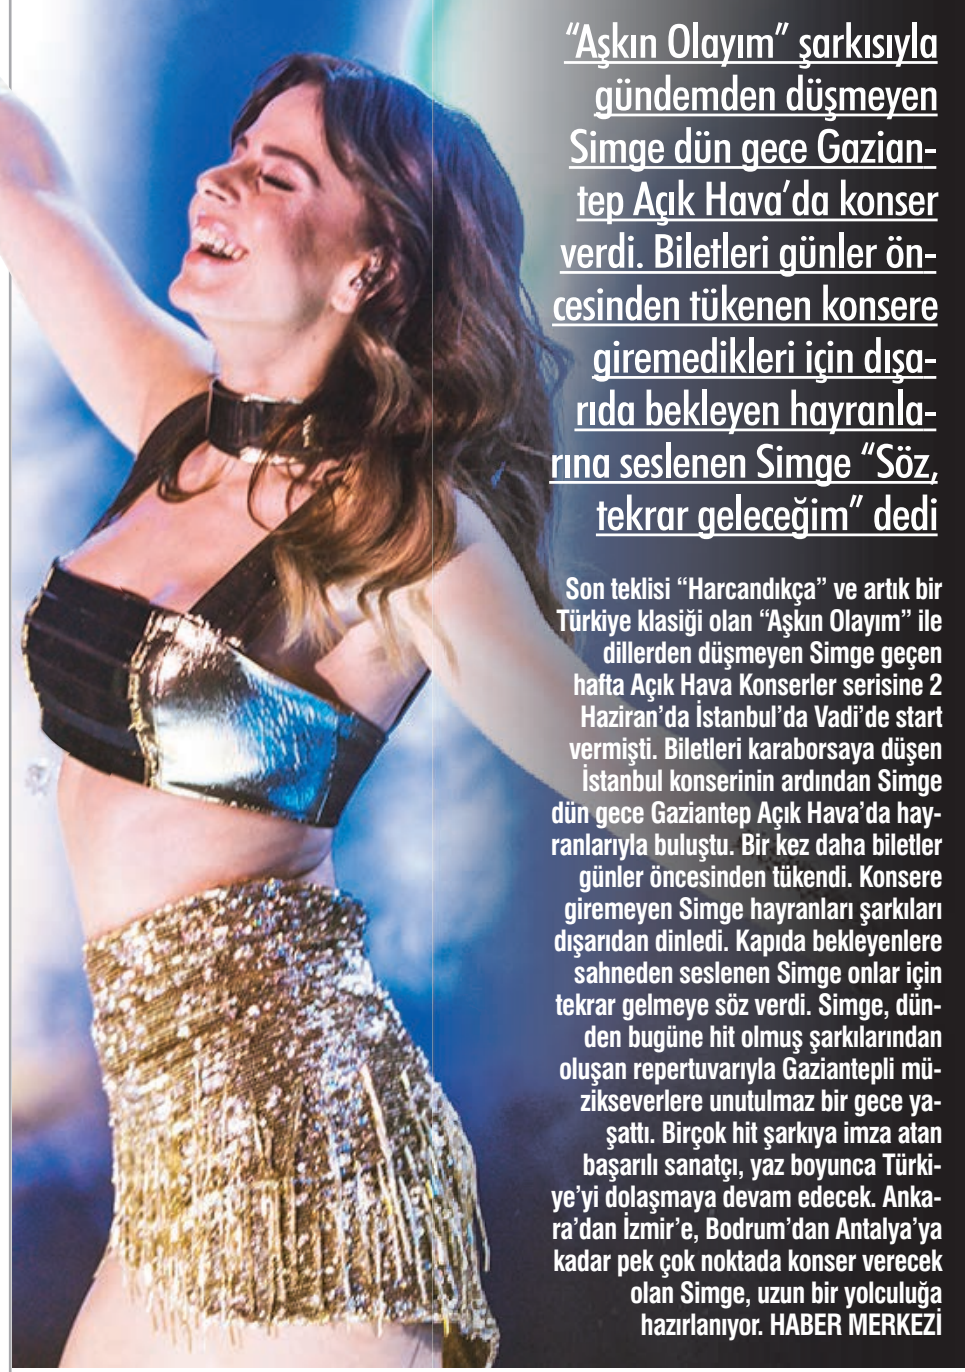 “Aşkın Olayım” şarkısıyla
gündemden düşmeyen
Simge dün gece Gazian-
tep Açık Hava’da konser
verdi. Biletleri günler ön-
cesinden tükenen konsere
giremedikleri için dışa-
rıda bekleyen hayranla-
rına seslenen Simge “Söz,
tekrar geleceğim” dedi
Son teklisi “Harcandıkça” ve artık bir
Türkiye klasiği olan “Aşkın Olayım” ile
dillerden düşmeyen Simge geçen
hafta Açık Hava Konserler serisine 2
Haziran’da İstanbul’da Vadi’de start
vermişti. Biletleri karaborsaya düşen
İstanbul konserinin ardından Simge
dün gece Gaziantep Açık Hava’da hay-
ranlarıyla buluştu. Bir kez daha biletler
günler öncesinden tükendi. Konsere
giremeyen Simge hayranları şarkıları
dışarıdan dinledi. Kapıda bekleyenlere
sahneden seslenen Simge onlar için
tekrar gelmeye söz verdi. Simge, dün-
den bugüne hit olmuş şarkılarından
oluşan repertuvarıyla Gaziantepli mü-
zikseverlere unutulmaz bir gece ya-
şattı. Birçok hit şarkıya imza atan
başarılı sanatçı, yaz boyunca Türki-
ye’yi dolaşmaya devam edecek. Anka-
ra’dan İzmir’e, Bodrum’dan Antalya’ya
kadar pek çok noktada konser verecek
olan Simge, uzun bir yolculuğa
hazırlanıyor. HABER MERKEZİ